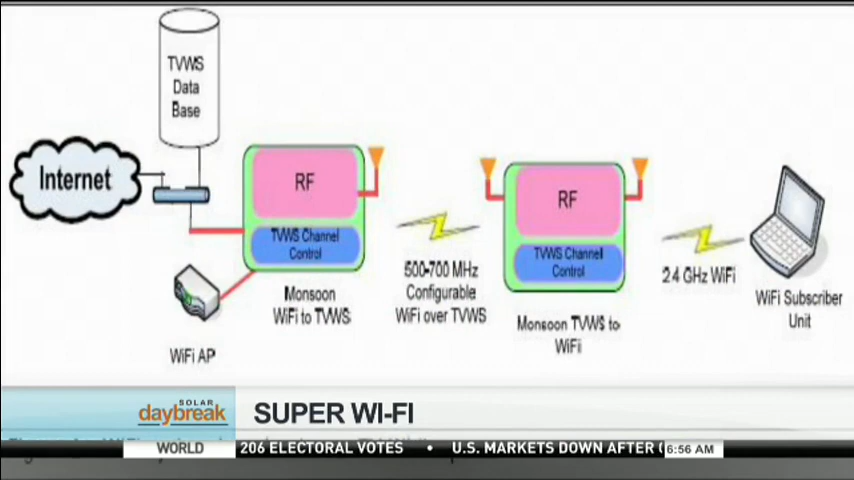 TVWS
Data
Base
Internet
RF
TVWS Channel
Control
Monsoon
WiFi to TVWS
WiFi AP
500-700 MHz
Configurable
WiFi over TVWS
RF
TVWS Channel
Control
Monsoon TVWS to
WiFi
2.4 GHz WiFi
WiFi Subscriber
Unit
SOLAR
daybreak
SUPER WI-FI
WORLD
206 ELECTORAL VOTES • U.S. MARKETS DOWN AFTER
6:56 AM